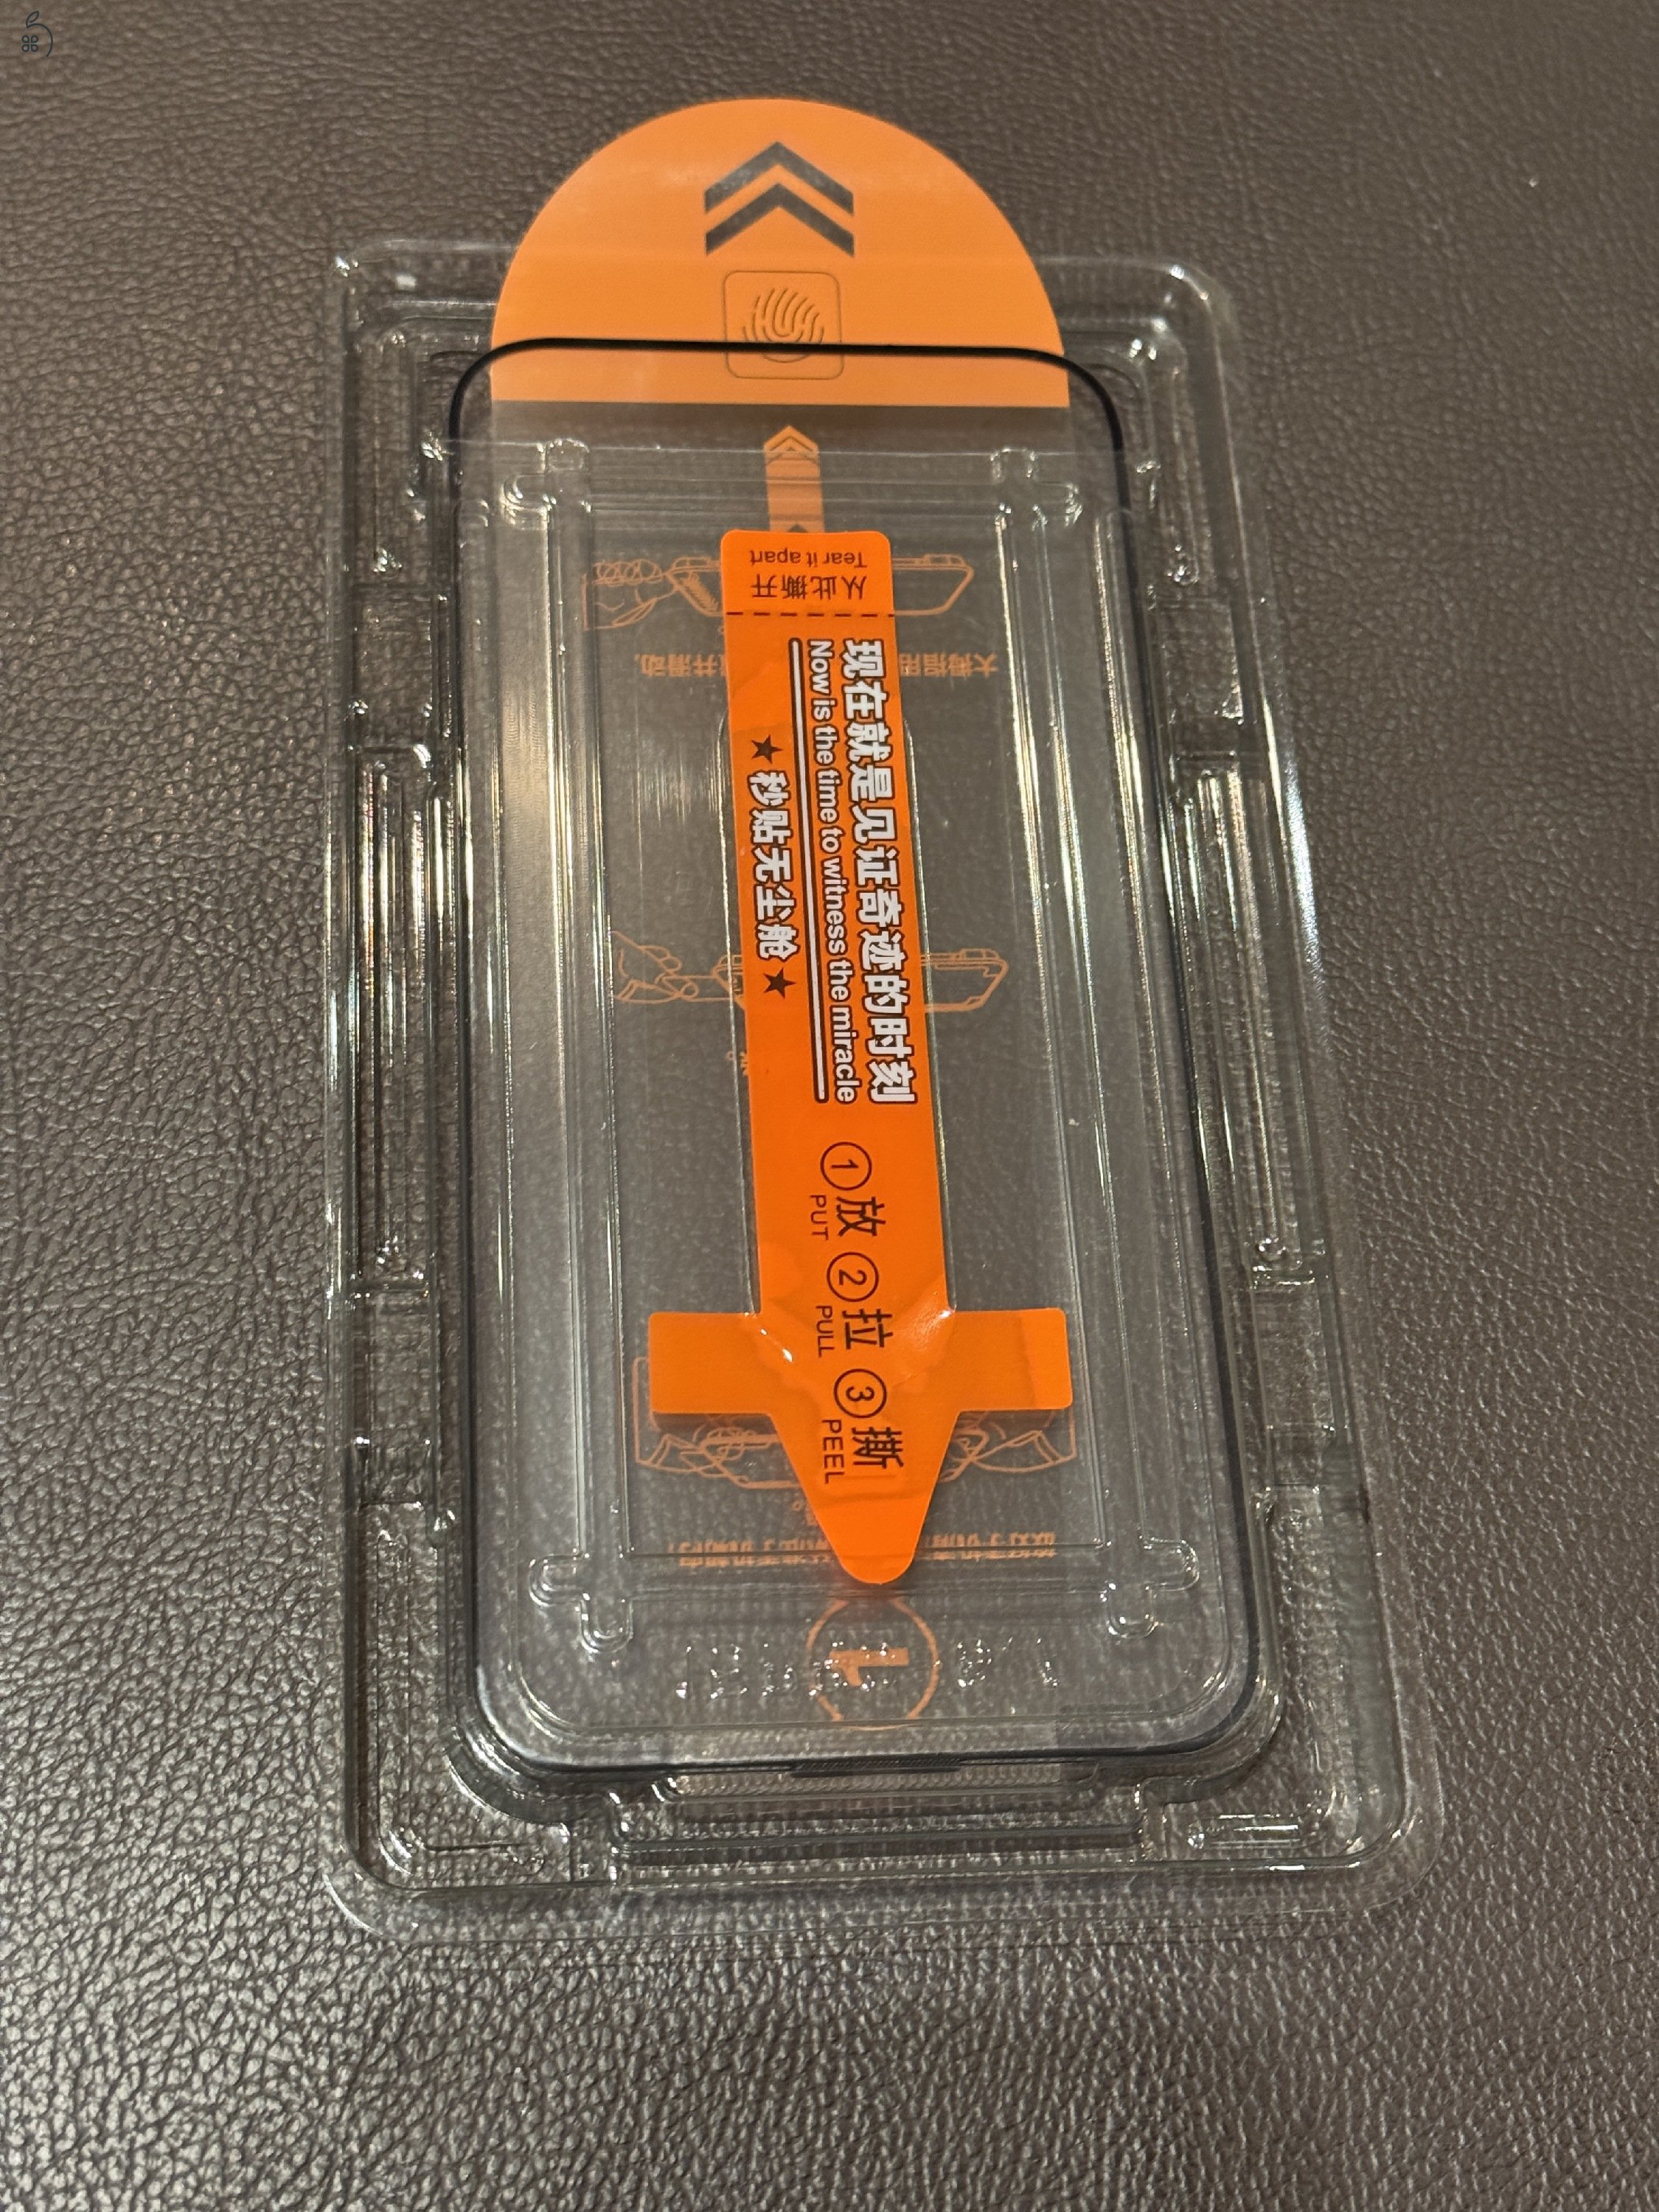 Tear it apart
从此撕开
现在就是见证奇迹的时刻
Now is the time to witness the miracle
★秒贴无尘舱★
①放 ②拉 ③撕
PUT PULL PEEL
1